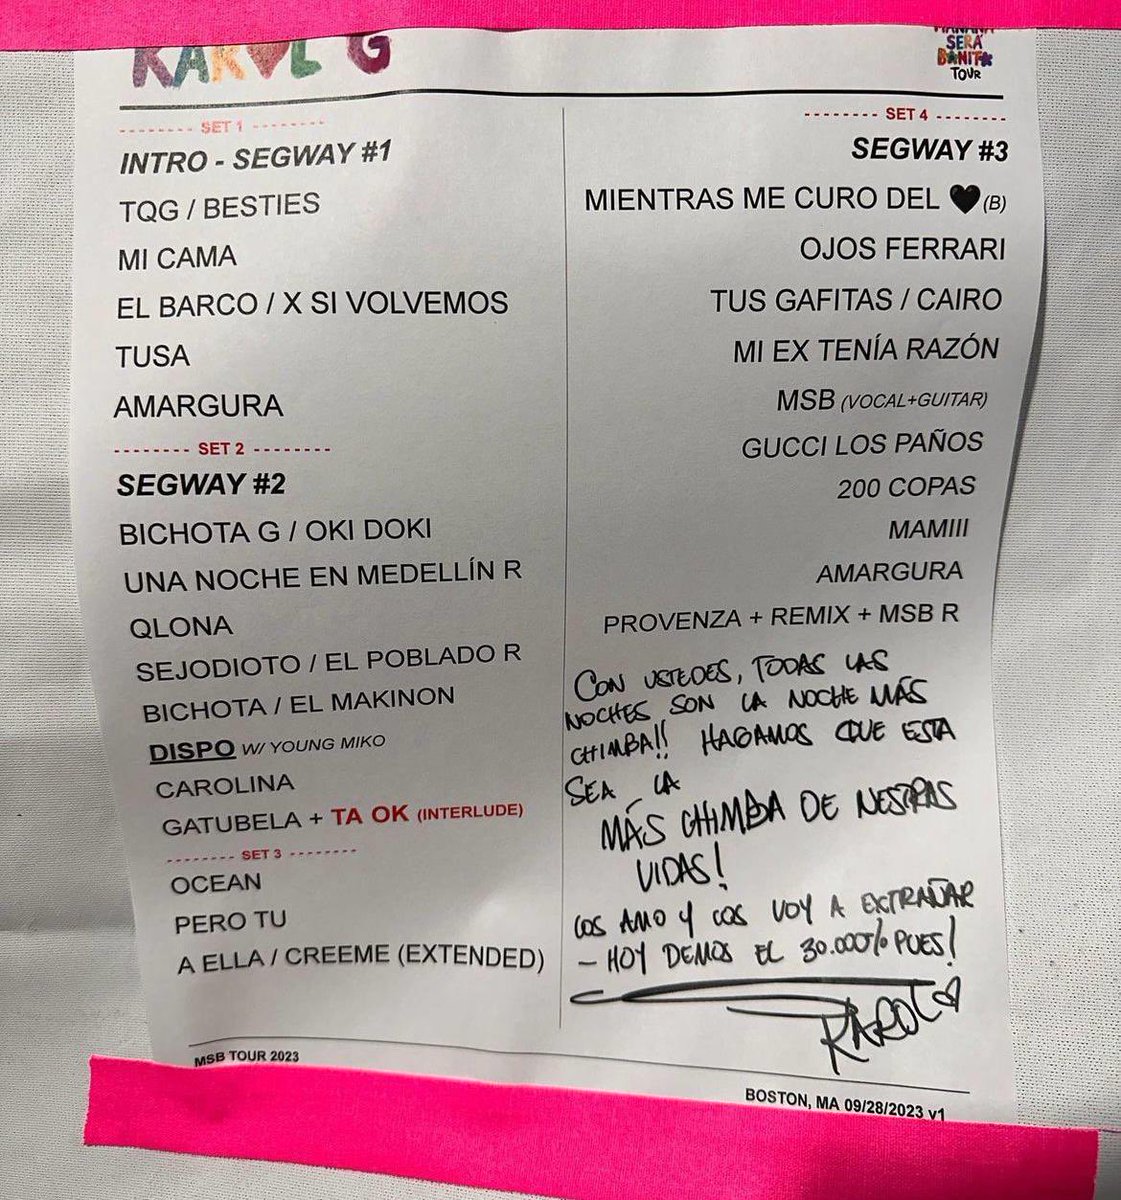 KAROL G
MAÑANA
SERÁ
BONITO
TOUR
-------- SET 1 --------
INTRO - SEGWAY #1
TQG / BESTIES
MI CAMA
EL BARCO / X SI VOLVEMOS
TUSA
AMARGURA
-------- SET 2 --------
SEGWAY #2
BICHOTA G / OKI DOKI
UNA NOCHE EN MEDELLÍN R
QLONA
SEJODIOTO / EL POBLADO R
BICHOTA / EL MAKINON
DISPO W/ YOUNG MIKO
CAROLINA
GATUBELA + TA OK (INTERLUDE)
-------- SET 3 --------
OCEAN
PERO TU
A ELLA / CREEME (EXTENDED)
-------- SET 4 --------
SEGWAY #3
MIENTRAS ME CURO DEL 🖤 (B)
OJOS FERRARI
TUS GAFITAS / CAIRO
MI EX TENÍA RAZÓN
MSB (VOCAL+GUITAR)
GUCCI LOS PAÑOS
200 COPAS
MAMIII
AMARGURA
PROVENZA + REMIX + MSB R
CON USTEDES, TODAS LAS
NOCHES SON LA NOCHE MÁS
CHIMBA!! HAGAMOS QUE ESTA
SEA LA
MÁS CHIMBA DE NESTRAS
VIDAS!
LOS AMO Y LOS VOY A EXTRAÑAR
- HOY DEMOS EL 30.000% PUES!
KAROL
MSB TOUR 2023
BOSTON, MA 09/28/2023 v1